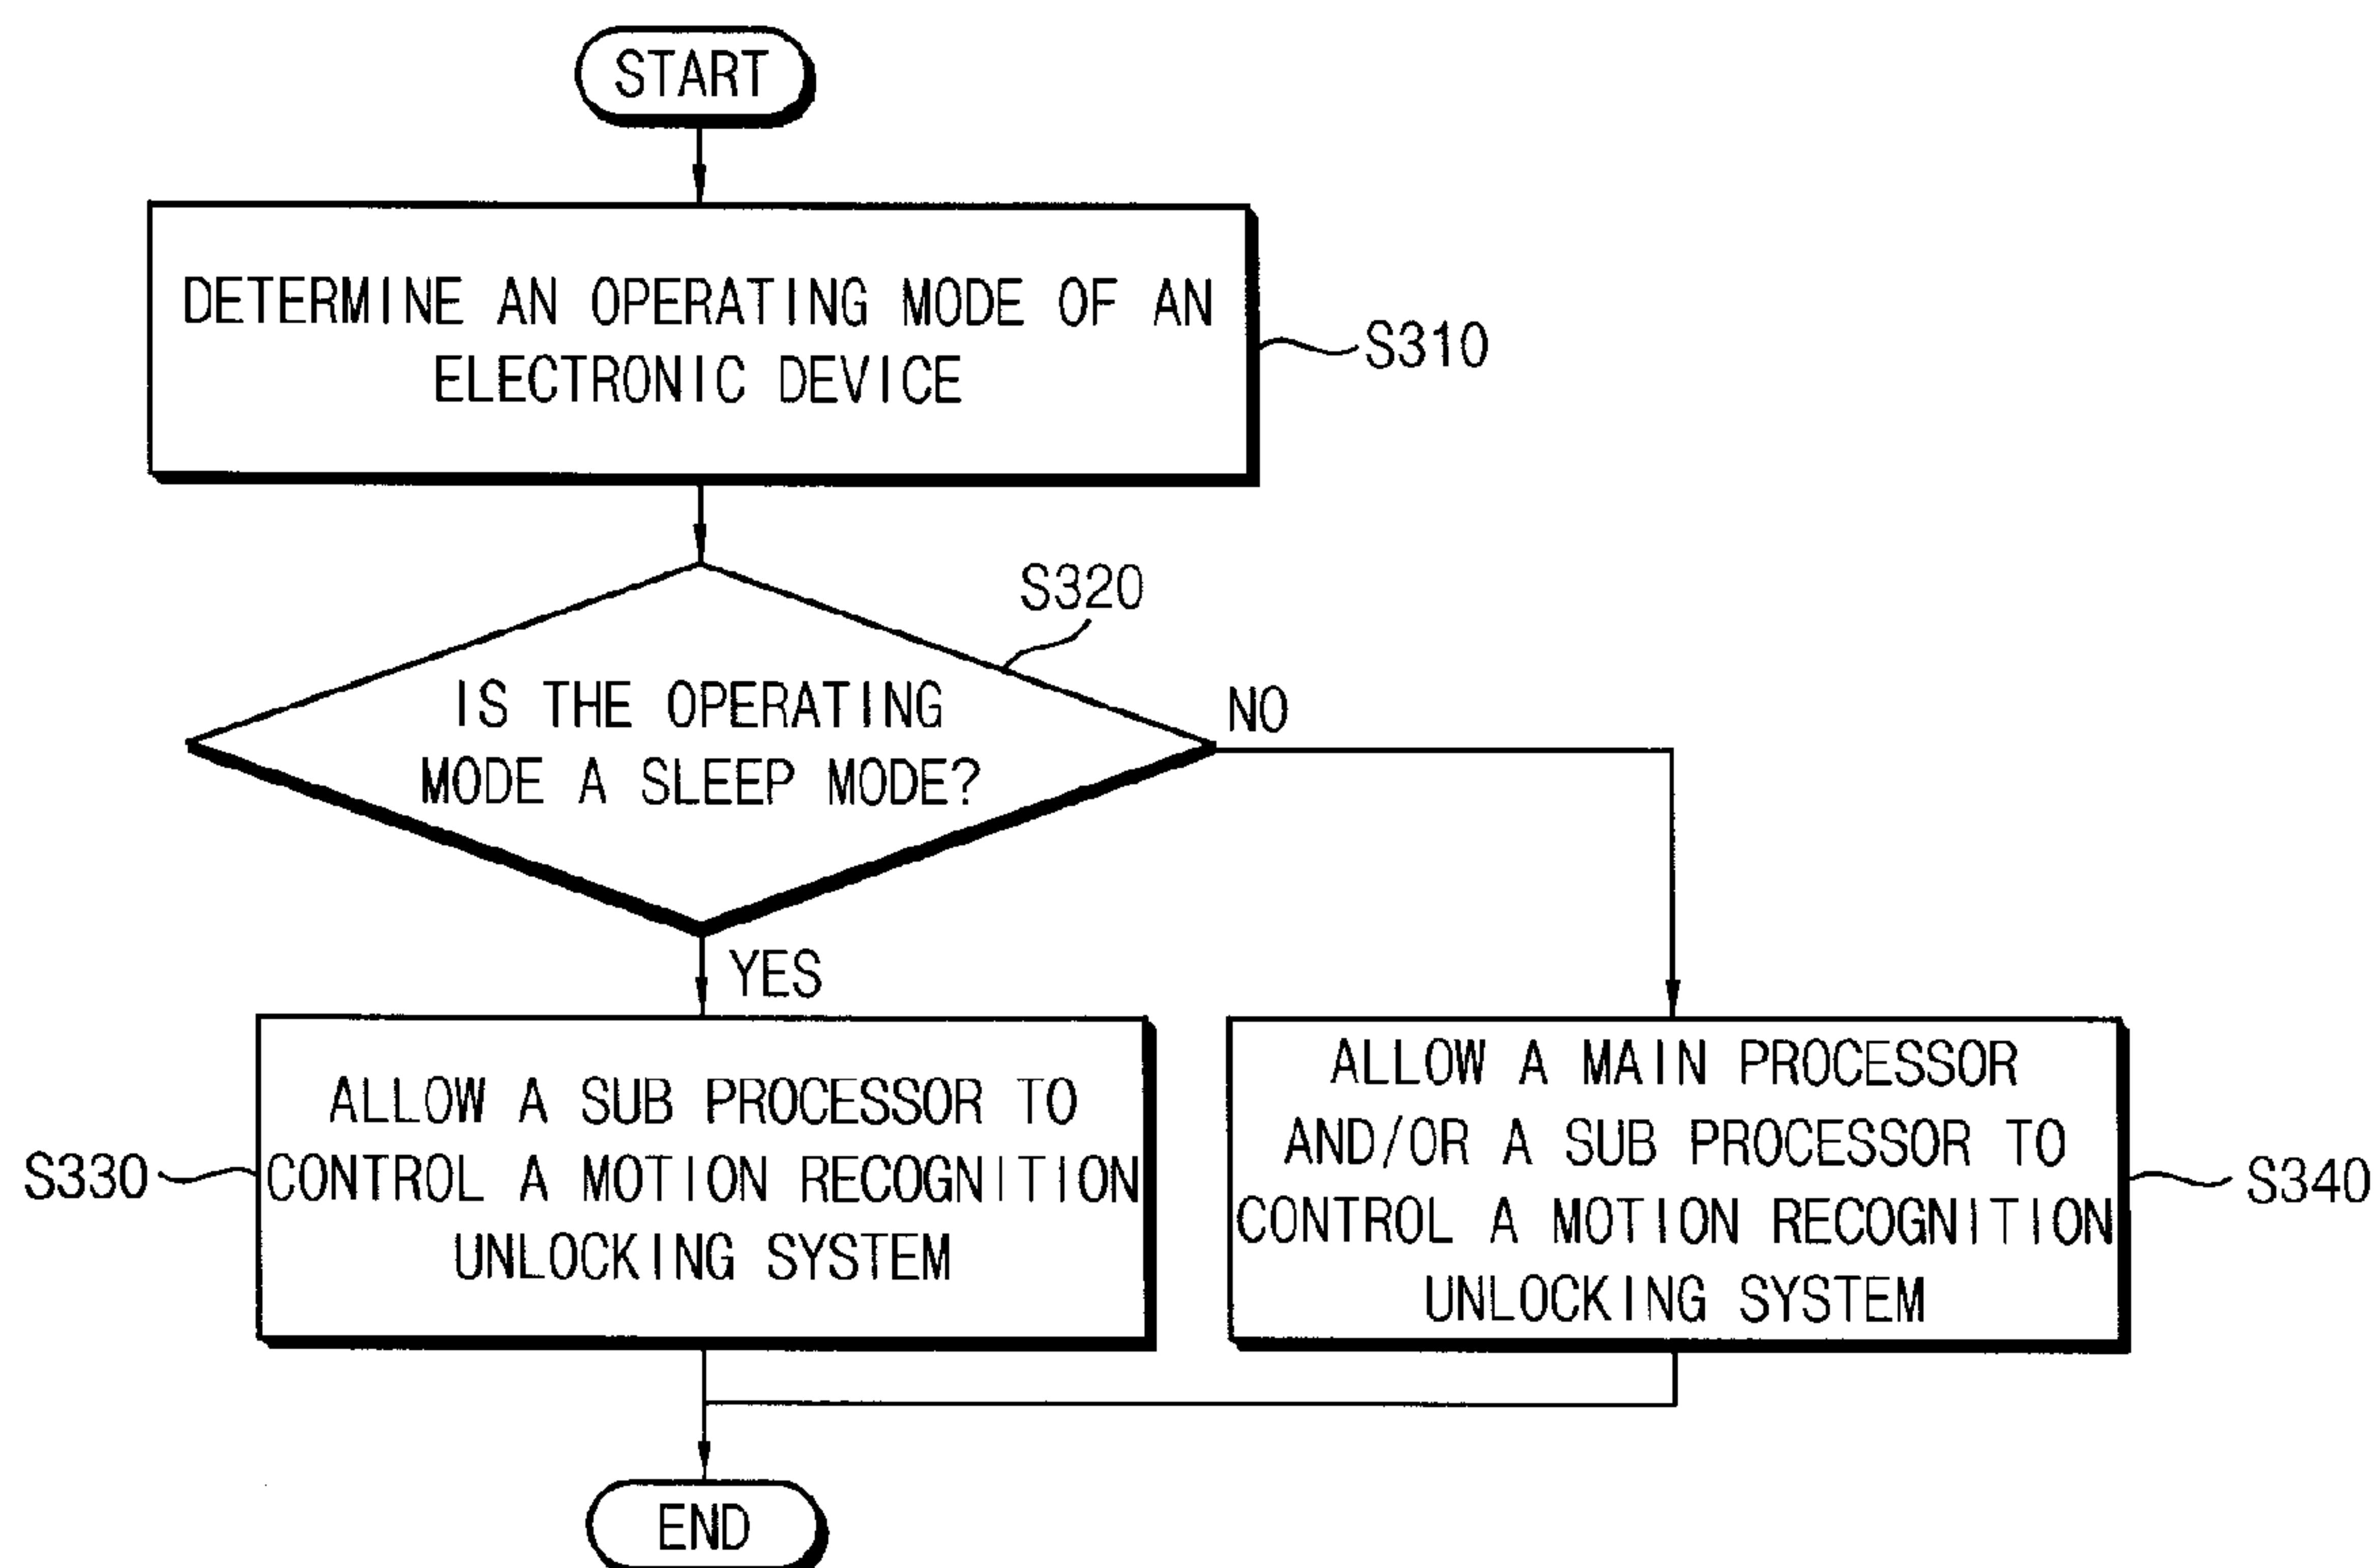 START
DETERMINE AN OPERATING MODE OF AN
ELECTRONIC DEVICE
S310
S320
IS THE OPERATING
MODE A SLEEP MODE?
NO
YES
ALLOW A SUB PROCESSOR TO
CONTROL A MOTION RECOGNITION
UNLOCKING SYSTEM
S330
ALLOW A MAIN PROCESSOR
AND/OR A SUB PROCESSOR TO
CONTROL A MOTION RECOGNITION
UNLOCKING SYSTEM
S340
END